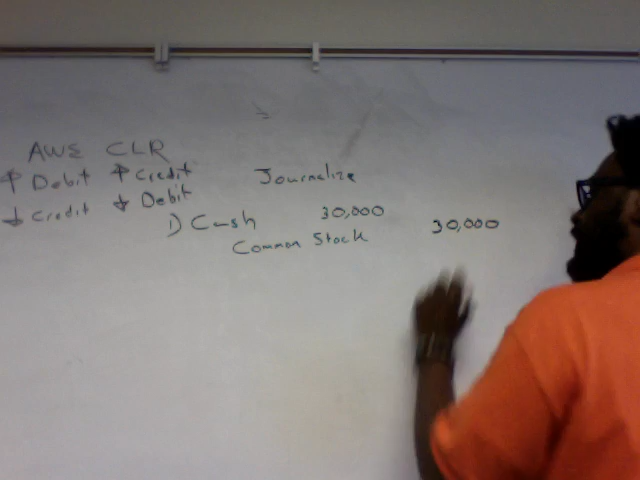 AWE CLR
↑ Debit ↑ Credit
↓ Credit ↓ Debit
Journalize
1) Cash 30,000
Common Stock 30,000